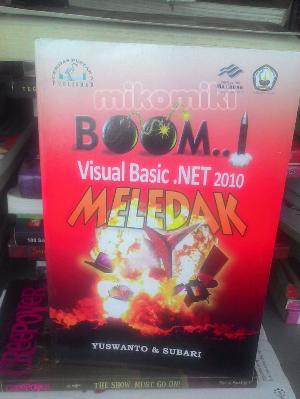 mikomiki
BOOM..!
Visual Basic .NET 2010
MELEDAK
YUSWANTO & SUBARI
THE SHOW MUST GO ON!